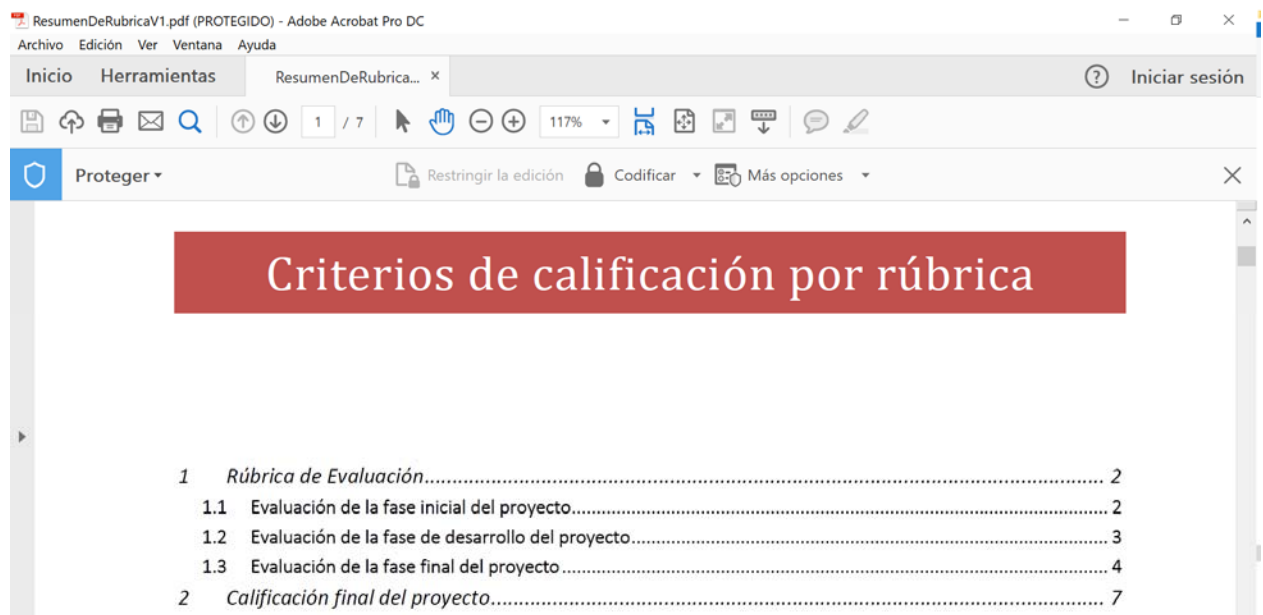 ResumenDeRubricaV1.pdf (PROTEGIDO) - Adobe Acrobat Pro DC
Archivo Edición Ver Ventana Ayuda
Inicio Herramientas ResumenDeRubrica... × Iniciar sesión
1 / 7 117%
Proteger Restringir la edición Codificar Más opciones
Criterios de calificación por rúbrica
1 Rúbrica de Evaluación.......... 2
1.1 Evaluación de la fase inicial del proyecto.......... 2
1.2 Evaluación de la fase de desarrollo del proyecto.......... 3
1.3 Evaluación de la fase final del proyecto.......... 4
2 Calificación final del proyecto.......... 7